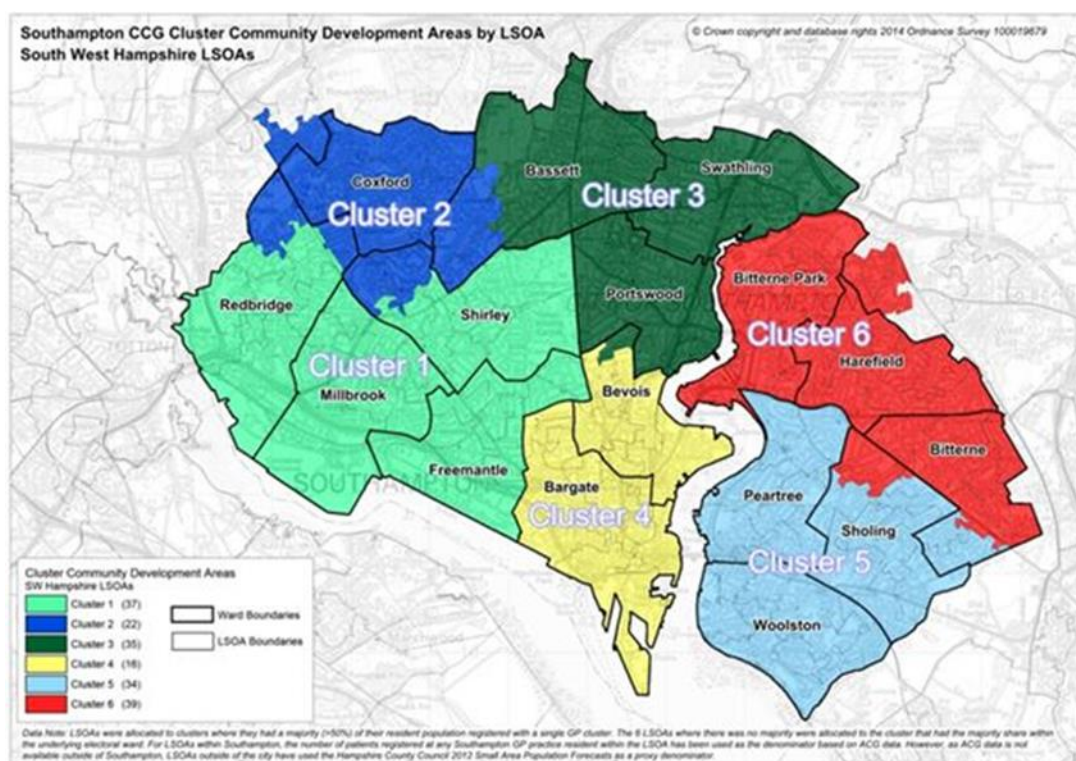 Southampton CCG Cluster Community Development Areas by LSOA
South West Hampshire LSOAs
© Crown copyright and database rights 2014 Ordnance Survey 100019679
Bassett
Swathling
Coxford
Cluster 2
Cluster 3
Bitterne Park
Portswood
Redbridge
Shirley
Cluster 6
Harefield
Cluster 1
Millbrook
Bevois
Bitterne
Freemantle
SOUTHAMPTON
Bargate
Peartree
Cluster 4
Sholing
Cluster 5
Woolston
Cluster Community Development Areas
SW Hampshire LSOAs
Cluster 1 (37)
Cluster 2 (22)
Cluster 3 (35)
Cluster 4 (16)
Cluster 5 (34)
Cluster 6 (39)
Ward Boundaries
LSOA Boundaries
Data Note: LSOAs were allocated to clusters where they had a majority (>50%) of their resident population registered with a single GP cluster. The 6 LSOAs where there was no majority were allocated to the cluster that had the majority share within
the underlying electoral ward. For LSOAs within Southampton, the number of patients registered at any Southampton GP practice resident within the LSOA has been used as the denominator based on ACG data. However, as ACG data is not
available outside of Southampton, LSOAs outside of the city have used the Hampshire County Council 2012 Small Area Population Forecasts as a proxy denominator.